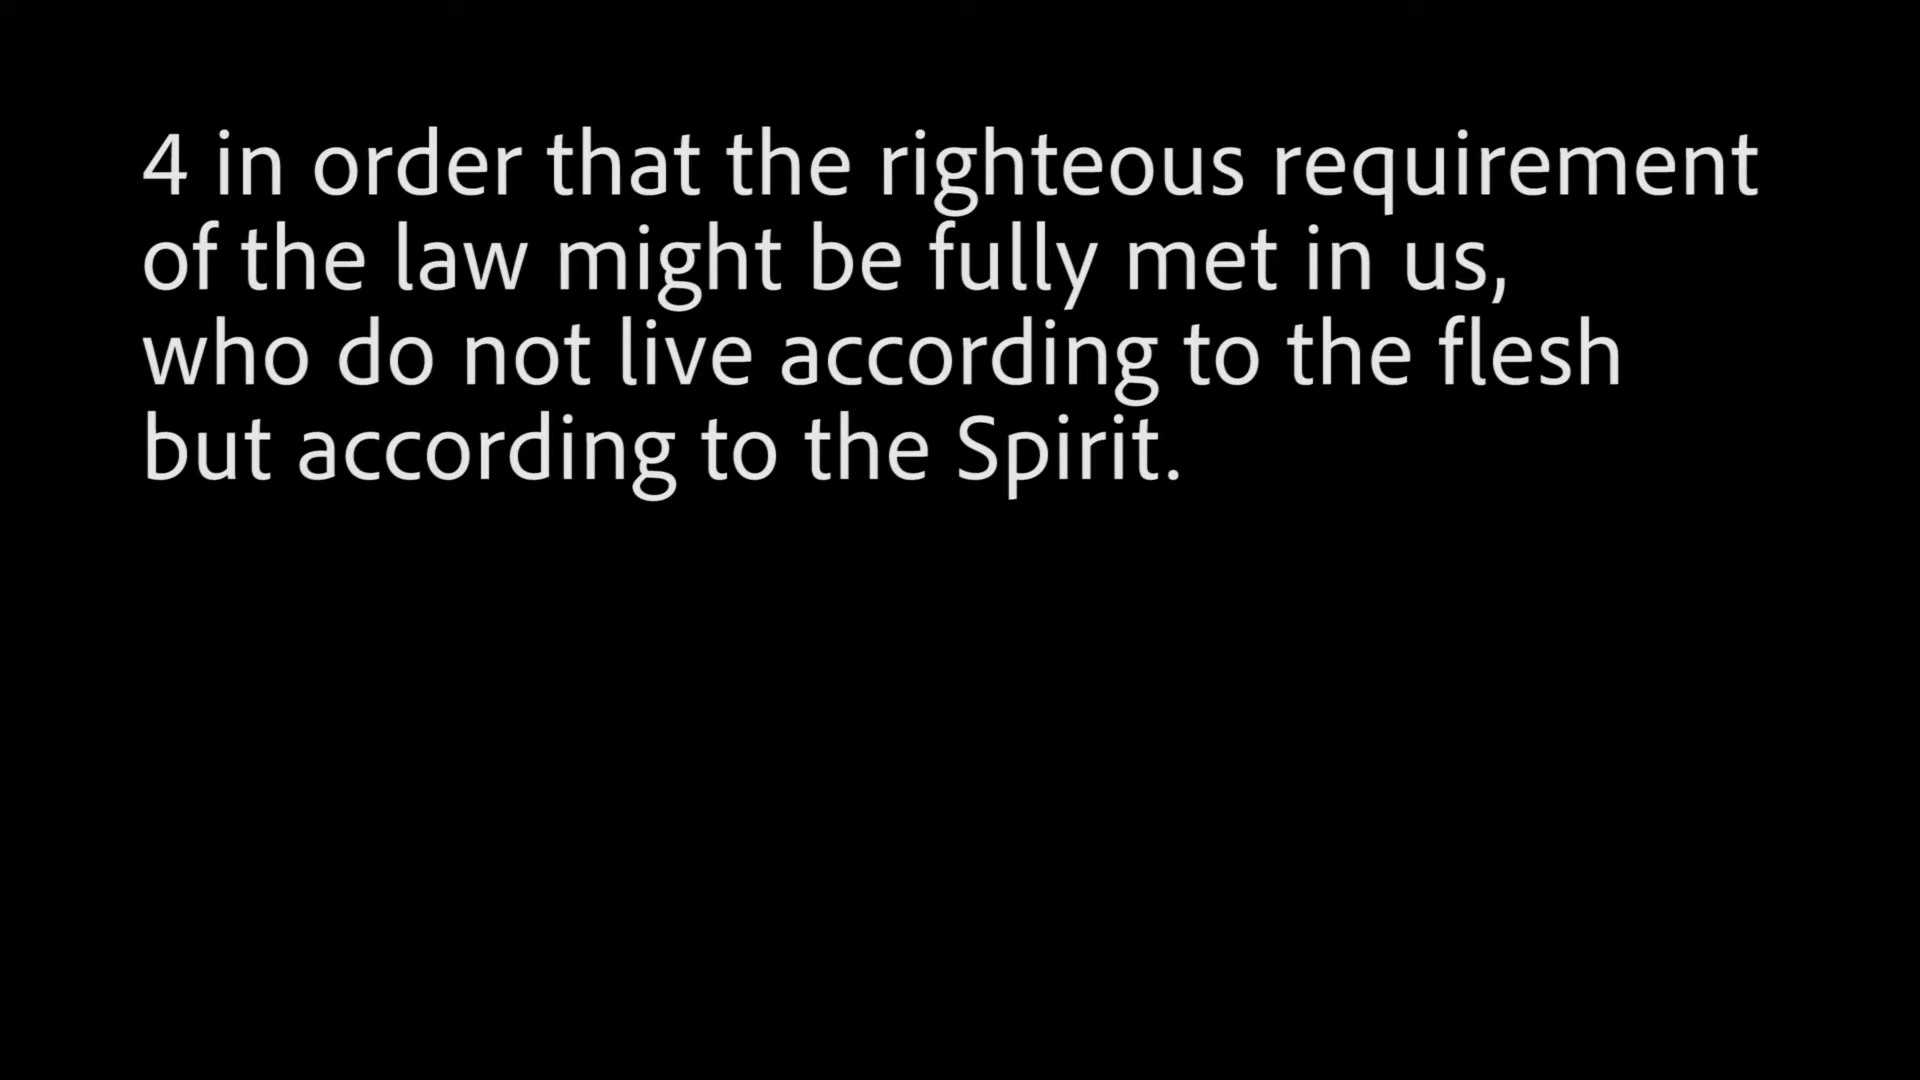 4 in order that the righteous requirement
of the law might be fully met in us,
who do not live according to the flesh
but according to the Spirit.